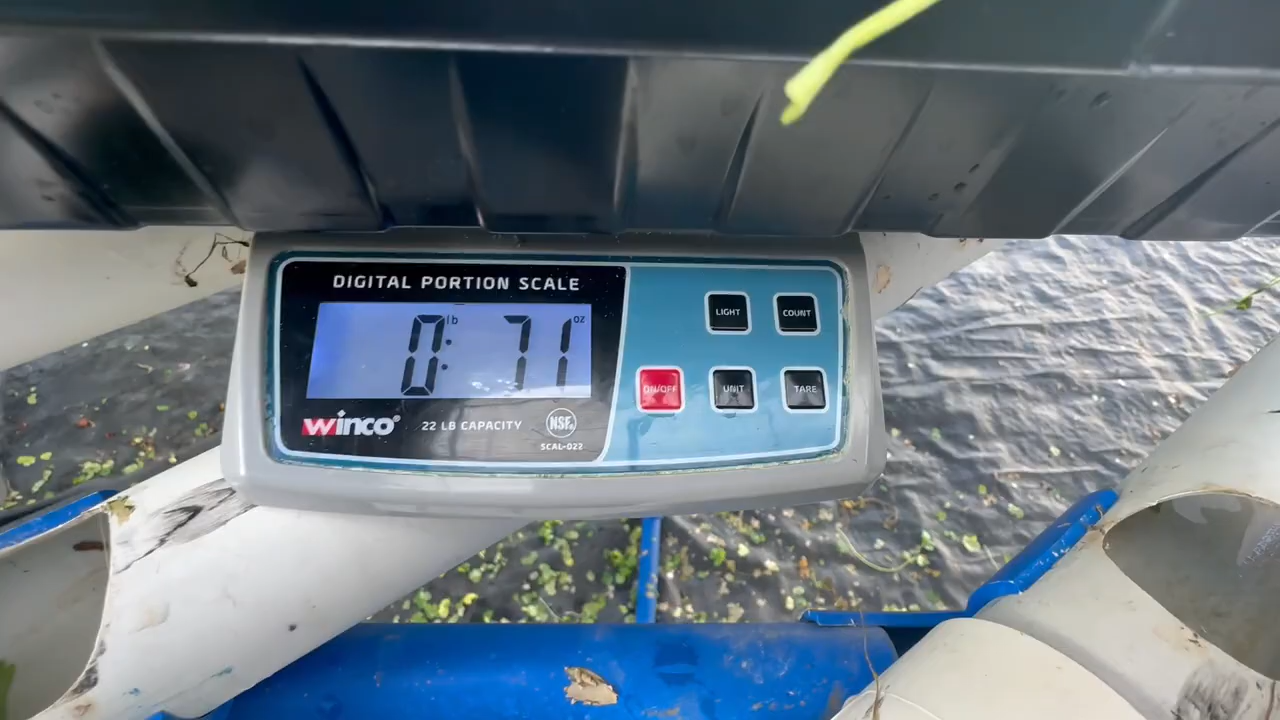 DIGITAL PORTION SCALE
0 lb : 71 oz
winco® 22 LB CAPACITY NSF®
SCAL-022
LIGHT COUNT
ON/OFF UNIT TARE